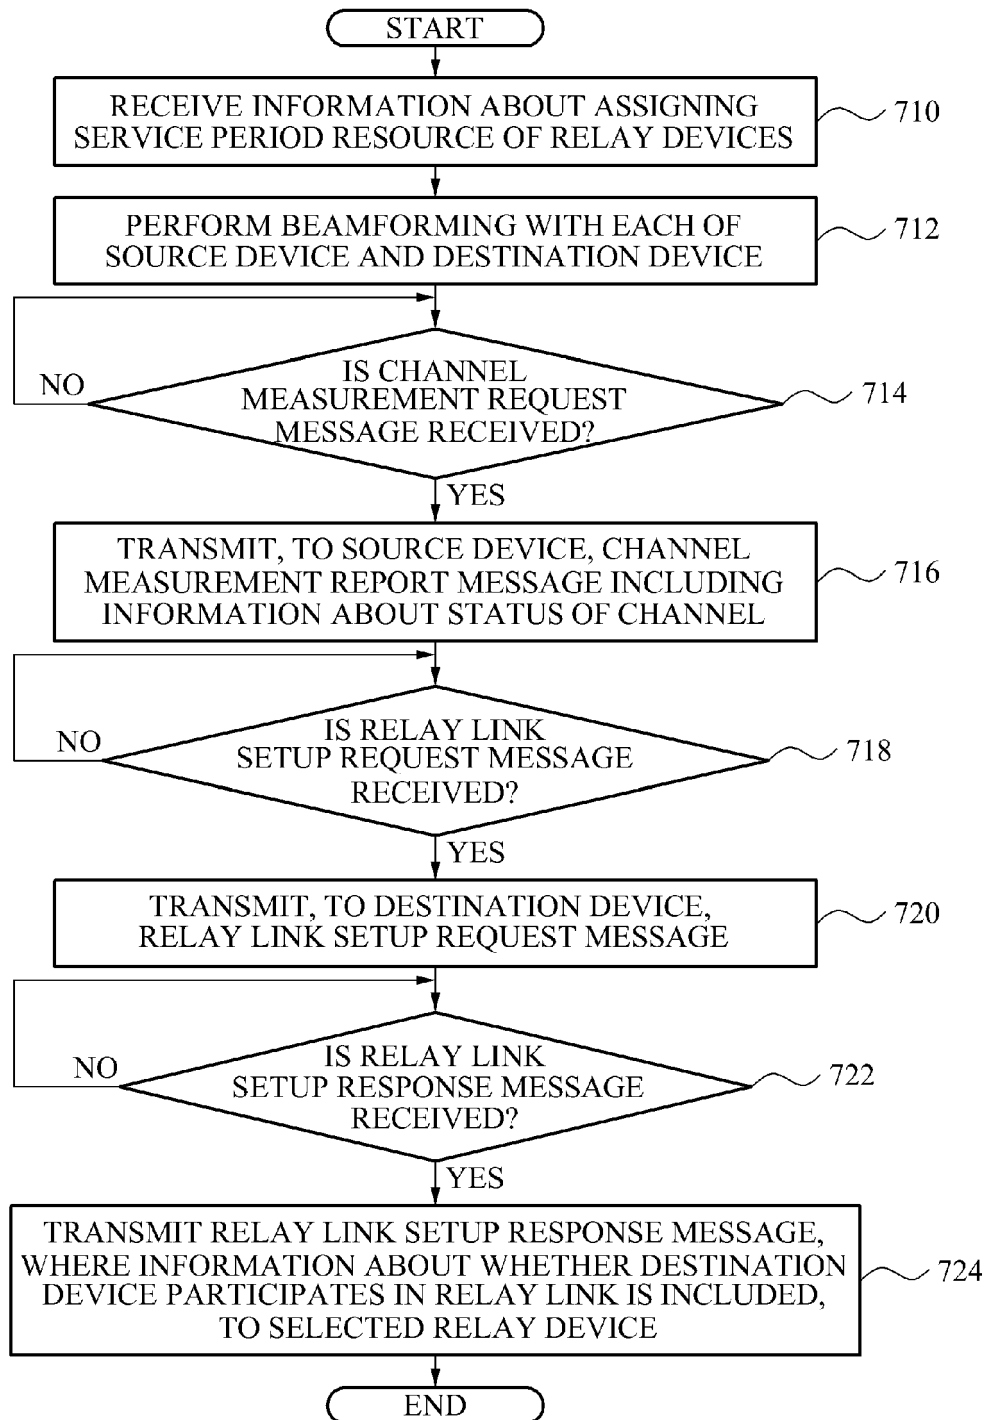 START
RECEIVE INFORMATION ABOUT ASSIGNING
SERVICE PERIOD RESOURCE OF RELAY DEVICES
710
PERFORM BEAMFORMING WITH EACH OF
SOURCE DEVICE AND DESTINATION DEVICE
712
IS CHANNEL
MEASUREMENT REQUEST
MESSAGE RECEIVED?
NO
714
YES
TRANSMIT, TO SOURCE DEVICE, CHANNEL
MEASUREMENT REPORT MESSAGE INCLUDING
INFORMATION ABOUT STATUS OF CHANNEL
716
IS RELAY LINK
SETUP REQUEST MESSAGE
RECEIVED?
NO
718
YES
TRANSMIT, TO DESTINATION DEVICE,
RELAY LINK SETUP REQUEST MESSAGE
720
IS RELAY LINK
SETUP RESPONSE MESSAGE
RECEIVED?
NO
722
YES
TRANSMIT RELAY LINK SETUP RESPONSE MESSAGE,
WHERE INFORMATION ABOUT WHETHER DESTINATION
DEVICE PARTICIPATES IN RELAY LINK IS INCLUDED,
TO SELECTED RELAY DEVICE
724
END